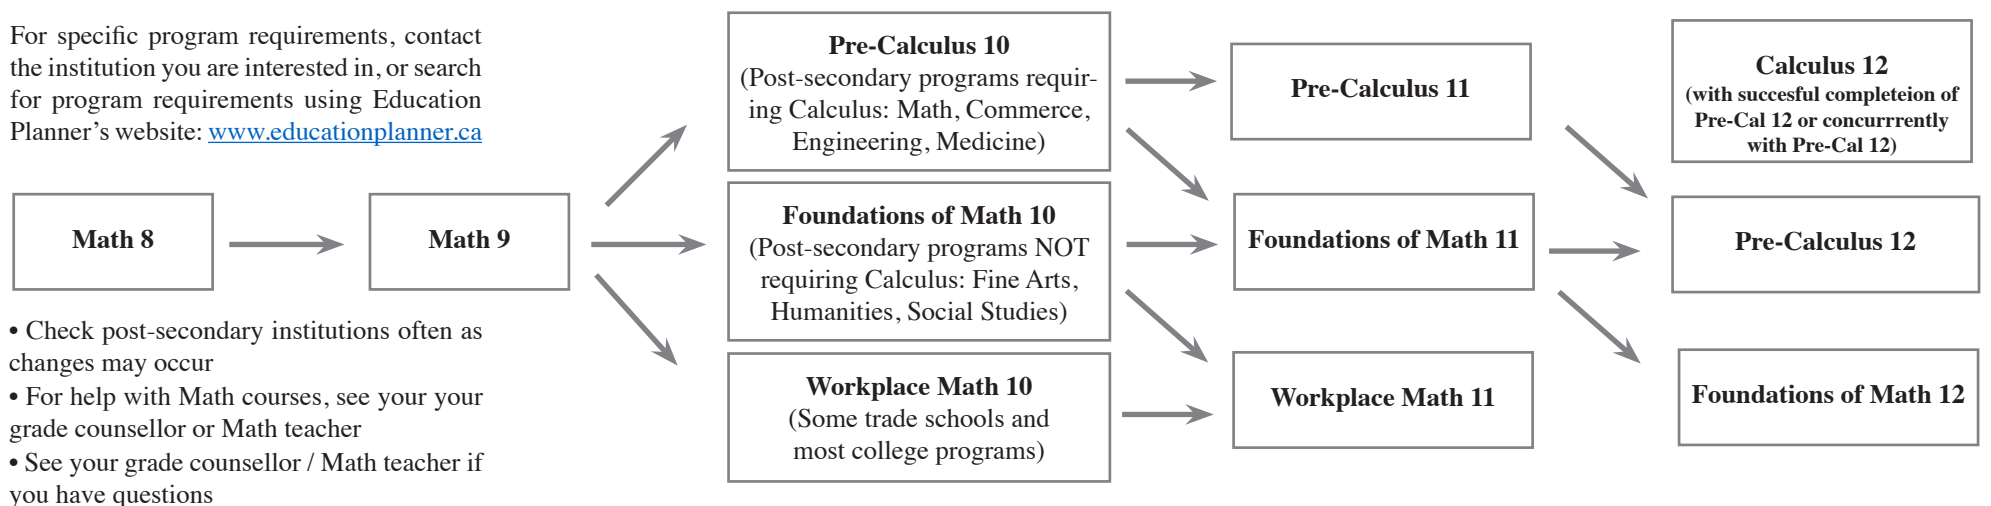 For specific program requirements, contact
the institution you are interested in, or search
for program requirements using Education
Planner’s website: www.educationplanner.ca
Math 8
Math 9
• Check post-secondary institutions often as
changes may occur
• For help with Math courses, see your your
grade counsellor or Math teacher
• See your grade counsellor / Math teacher if
you have questions
Pre-Calculus 10
(Post-secondary programs requir-
ing Calculus: Math, Commerce,
Engineering, Medicine)
Foundations of Math 10
(Post-secondary programs NOT
requiring Calculus: Fine Arts,
Humanities, Social Studies)
Workplace Math 10
(Some trade schools and
most college programs)
Pre-Calculus 11
Foundations of Math 11
Workplace Math 11
Calculus 12
(with succesful completeion of
Pre-Cal 12 or concurrrently
with Pre-Cal 12)
Pre-Calculus 12
Foundations of Math 12